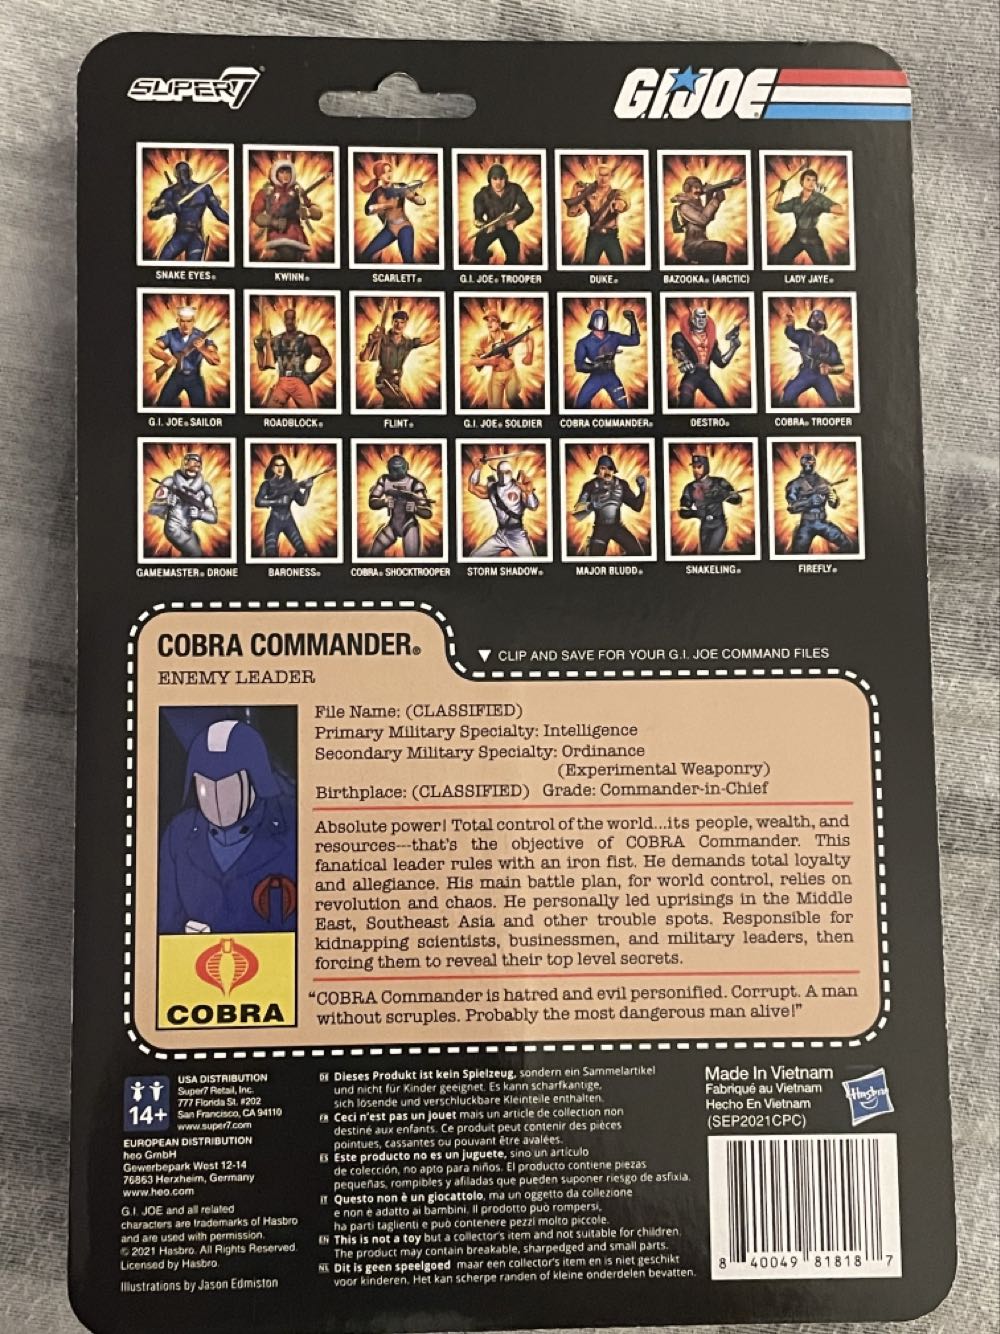 SUPER7
G.I. JOE
SNAKE EYES®
KWINN®
SCARLETT®
G.I. JOE® TROOPER
DUKE®
BAZOOKA® (ARCTIC)
LADY JAYE®
G.I. JOE® SAILOR
ROADBLOCK®
FLINT®
G.I. JOE® SOLDIER
COBRA COMMANDER®
DESTRO®
COBRA® TROOPER
GAMEMASTER® DRONE
BARONESS®
COBRA® SHOCKTROOPER
STORM SHADOW®
MAJOR BLUDD®
SNAKELING®
FIREFLY®
COBRA COMMANDER®
ENEMY LEADER
▼ CLIP AND SAVE FOR YOUR G.I. JOE COMMAND FILES
File Name: (CLASSIFIED)
Primary Military Specialty: Intelligence
Secondary Military Specialty: Ordinance
(Experimental Weaponry)
Birthplace: (CLASSIFIED) Grade: Commander-in-Chief
Absolute power! Total control of the world...its people, wealth, and
resources---that's the objective of COBRA Commander. This
fanatical leader rules with an iron fist. He demands total loyalty
and allegiance. His main battle plan, for world control, relies on
revolution and chaos. He personally led uprisings in the Middle
East, Southeast Asia and other trouble spots. Responsible for
kidnapping scientists, businessmen, and military leaders, then
forcing them to reveal their top level secrets.
"COBRA Commander is hatred and evil personified. Corrupt. A man
without scruples. Probably the most dangerous man alive!"
COBRA
14+
USA DISTRIBUTION
Super7 Retail, Inc.
777 Florida St. #202
San Francisco, CA 94110
www.super7.com
EUROPEAN DISTRIBUTION
heo GmbH
Gewerbepark West 12-14
76863 Herxheim, Germany
www.heo.com
G.I. JOE and all related
characters are trademarks of Hasbro
and are used with permission.
© 2021 Hasbro. All Rights Reserved.
Licensed by Hasbro.
Illustrations by Jason Edmiston
DE Dieses Produkt ist kein Spielzeug, sondern ein Sammelartikel
und nicht für Kinder geeignet. Es kann scharfkantige,
sich lösende und verschluckbare Kleinteile enthalten.
FR Ceci n'est pas un jouet mais un article de collection non
destiné aux enfants. Ce produit peut contenir des pièces
pointues, cassantes ou pouvant être avalées.
ES Este producto no es un juguete, sino un artículo
de colección, no apto para niños. El producto contiene piezas
pequeñas, rompibles y afiladas que pueden suponer riesgo de asfixia.
IT Questo non è un giocattolo, ma un oggetto da collezione
e non è adatto ai bambini. Il prodotto può rompersi,
ha parti taglienti e può contenere pezzi molto piccole.
EN This is not a toy but a collector's item and not suitable for children.
The product may contain breakable, sharpedged and small parts.
NL Dit is geen speelgoed maar een collector's item en is niet geschikt
voor kinderen. Het kan scherpe randen of kleine onderdelen bevatten.
Made In Vietnam
Fabriqué au Vietnam
Hecho En Vietnam
(SEP2021CPC)
Hasbro
8 40049 81818 7